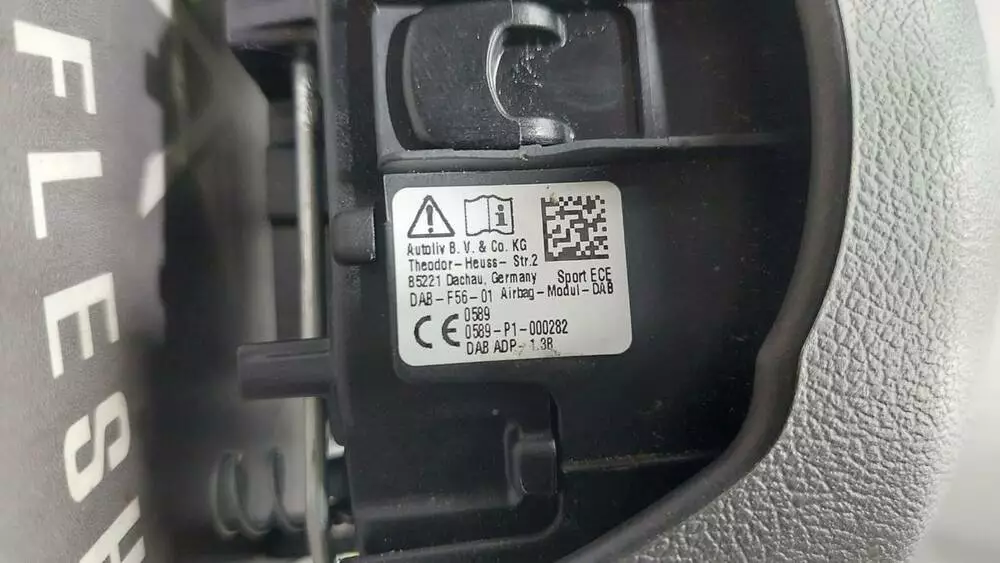 FLESH
Autoliv B. V. & Co. KG
Theodor-Heuss- Str.2
85221 Dachau, Germany Sport ECE
DAB-F56-01 Airbag-Modul-DAB
CE 0589
0589-P1-000282
DAB ADP- 1.3R